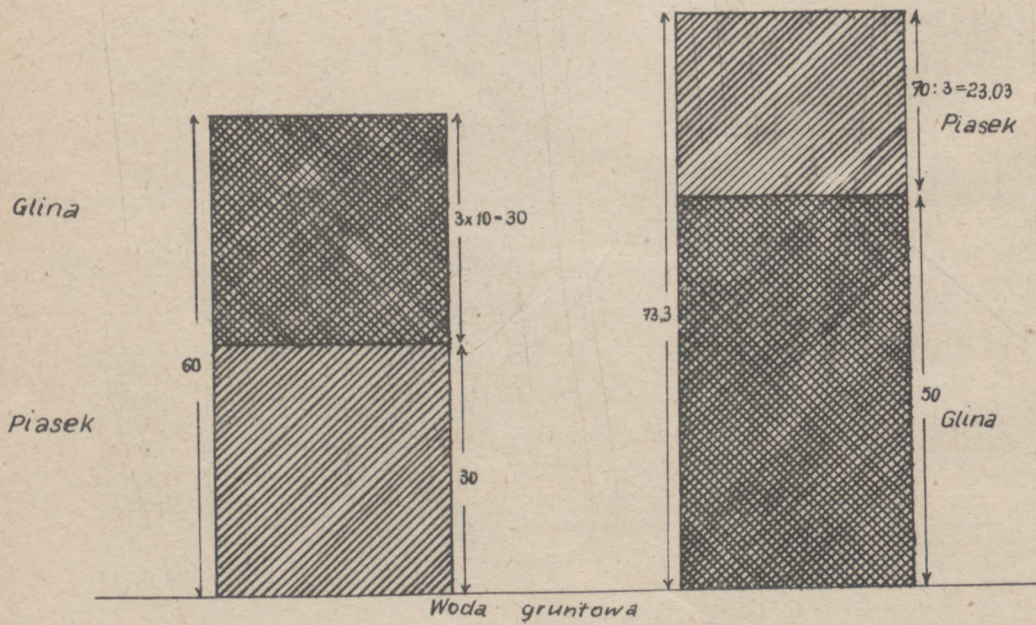 70:3=23.03
Piasek
Glina
3x10-30
73,3
60
50
Piasek
Glina
30
Woda gruntowa